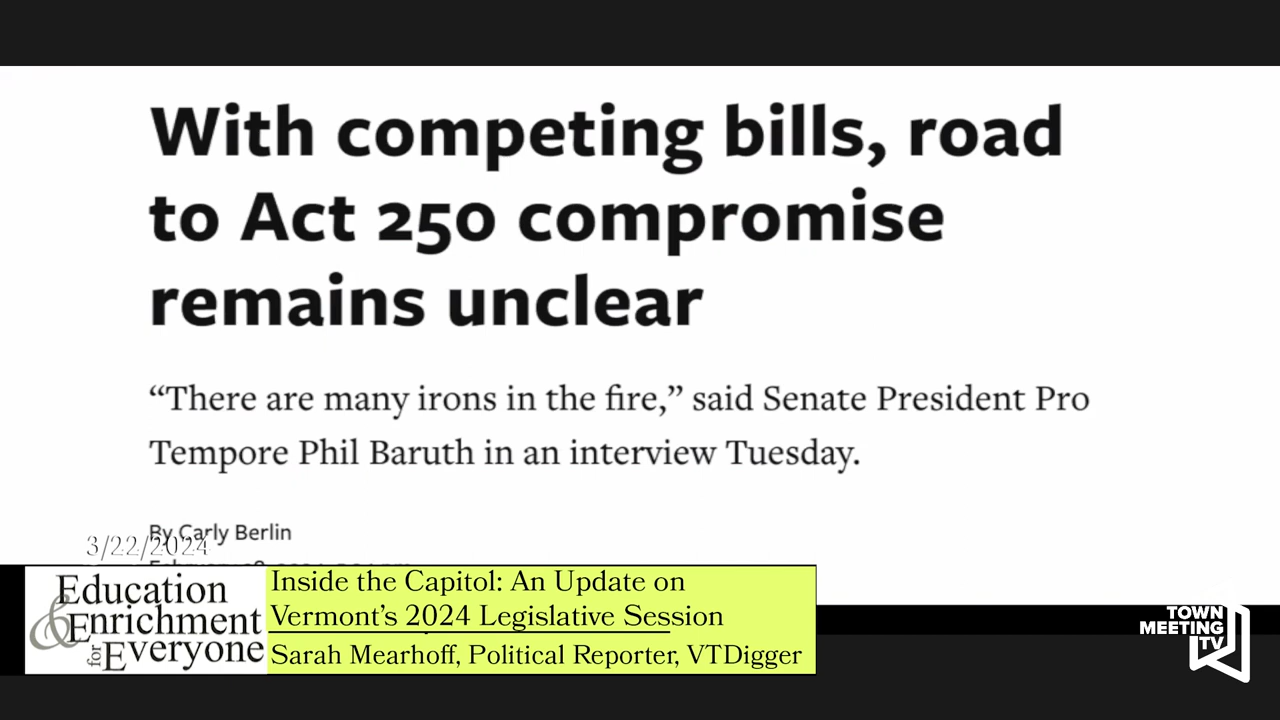 With competing bills, road
to Act 250 compromise
remains unclear
“There are many irons in the fire,” said Senate President Pro
Tempore Phil Baruth in an interview Tuesday.
By Carly Berlin
3/22/2024
Education
& Enrichment
for Everyone
Inside the Capitol: An Update on
Vermont's 2024 Legislative Session
Sarah Mearhoff, Political Reporter, VTDigger
TOWN
MEETING
TV